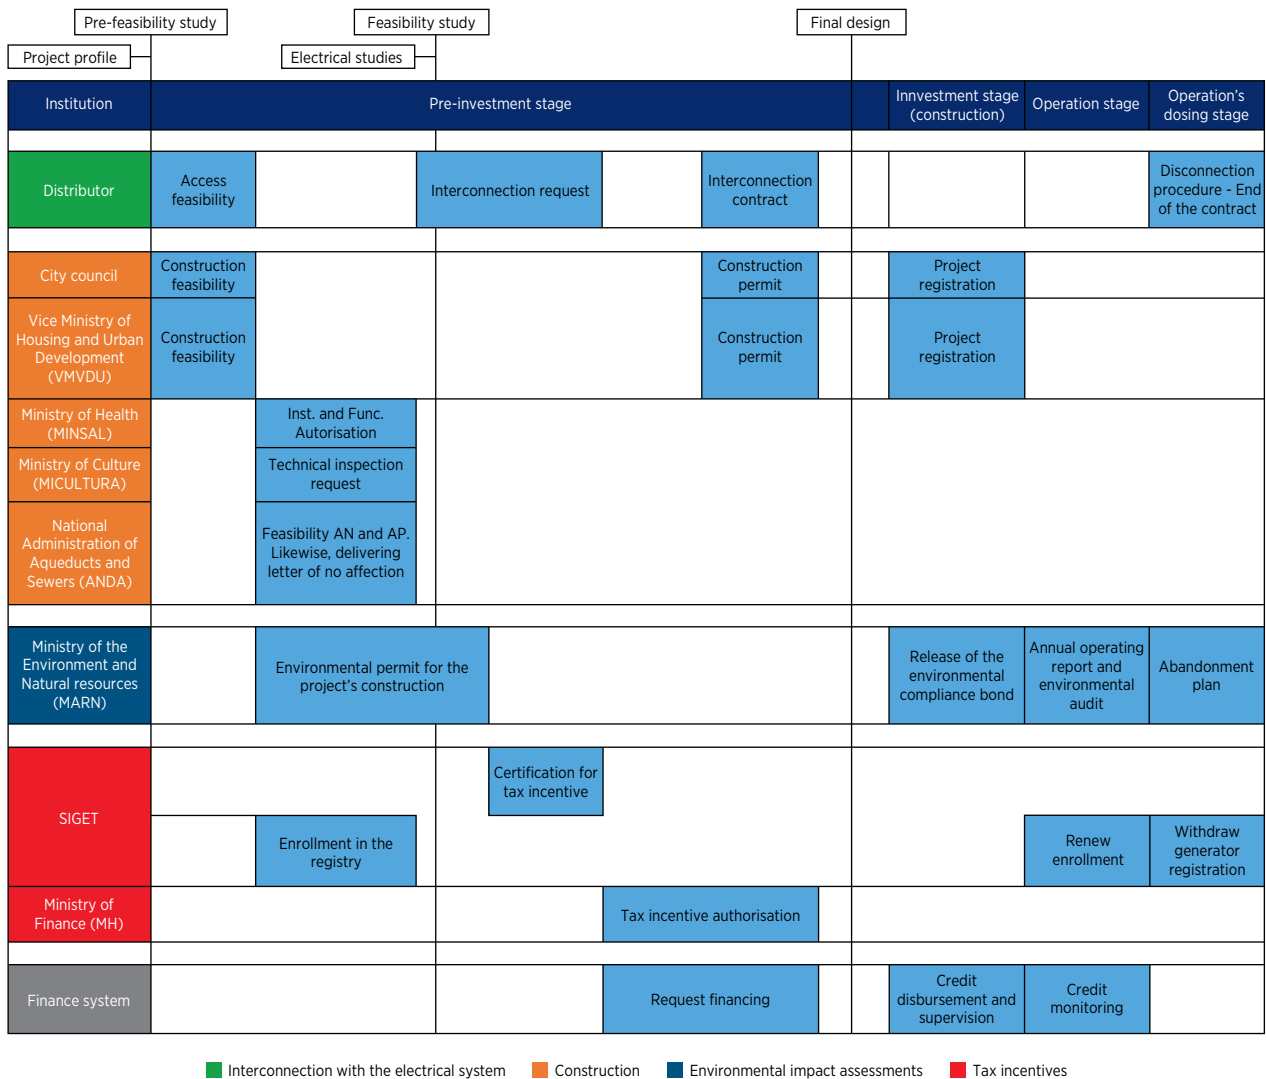 Pre-feasibility study
Feasibility study
Final design
Project profile
Electrical studies
Institution
Pre-investment stage
Innvestment stage
(construction)
Operation stage
Operation's
dosing stage
Distributor
Access
feasibility
Interconnection request
Interconnection
contract
Disconnection
procedure - End
of the contract
City council
Construction
feasibility
Construction
permit
Project
registration
Vice Ministry of
Housing and Urban
Development
(VMVDU)
Construction
feasibility
Construction
permit
Project
registration
Ministry of Health
(MINSAL)
Inst. and Func.
Autorisation
Ministry of Culture
(MICULTURA)
Technical inspection
request
National
Administration of
Aqueducts and
Sewers (ANDA)
Feasibility AN and AP.
Likewise, delivering
letter of no affection
Ministry of the
Environment and
Natural resources
(MARN)
Environmental permit for the
project's construction
Release of the
environmental
compliance bond
Annual operating
report and
environmental
audit
Abandonment
plan
SIGET
Certification for
tax incentive
Enrollment in the
registry
Renew
enrollment
Withdraw
generator
registration
Ministry of
Finance (MH)
Tax incentive authorisation
Finance system
Request financing
Credit
disbursement and
supervision
Credit
monitoring
Interconnection with the electrical system
Construction
Environmental impact assessments
Tax incentives